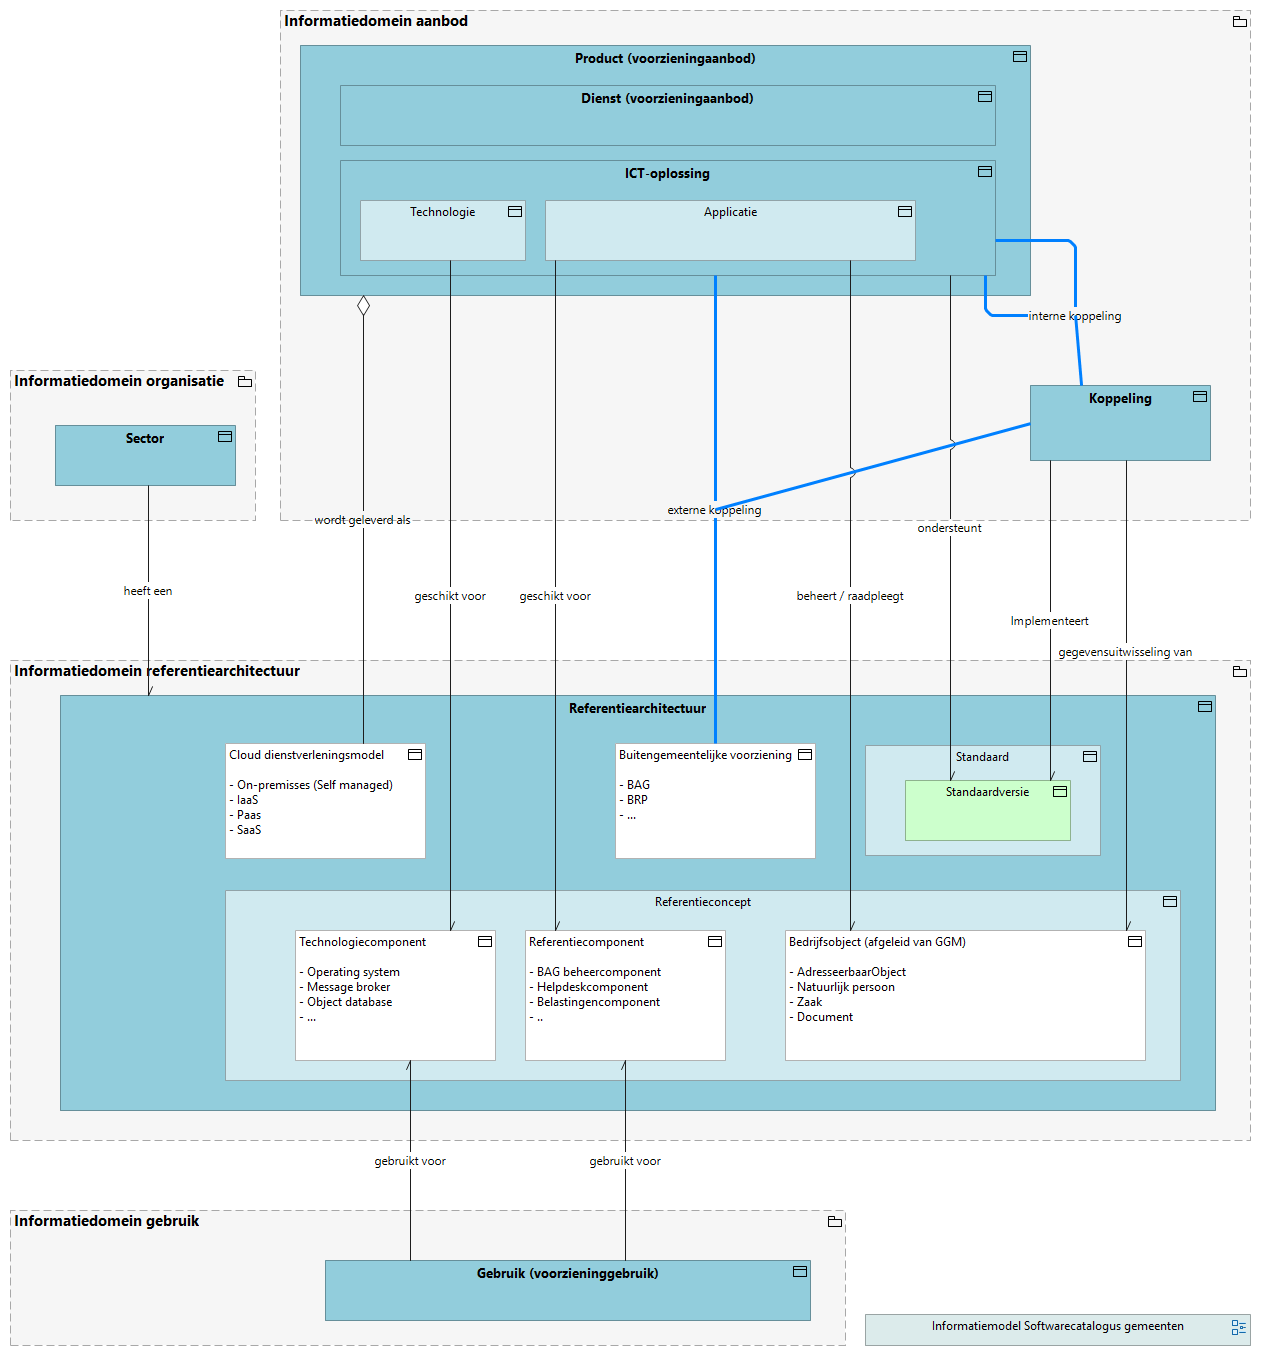 Informatiedomein aanbod
Product (voorzieningaanbod)
Dienst (voorzieningaanbod)
ICT-oplossing
Technologie
Applicatie
interne koppeling
Informatiedomein organisatie
Sector
Koppeling
wordt geleverd als
externe koppeling
ondersteunt
heeft een
geschikt voor
geschikt voor
beheert / raadpleegt
Implementeert
gegevensuitwisseling van
Informatiedomein referentiearchitectuur
Referentiearchitectuur
Cloud dienstverleningsmodel
- On-premisses (Self managed)
- IaaS
- Paas
- SaaS
Buitengemeentelijke voorziening
- BAG
- BRP
- ...
Standaard
Standaardversie
Referentieconcept
Technologiecomponent
- Operating system
- Message broker
- Object database
- ...
Referentiecomponent
- BAG beheercomponent
- Helpdeskcomponent
- Belastingencomponent
- ..
Bedrijfsobject (afgeleid van GGM)
- AdresseerbaarObject
- Natuurlijk persoon
- Zaak
- Document
gebruikt voor
gebruikt voor
Informatiedomein gebruik
Gebruik (voorzieninggebruik)
Informatiemodel Softwarecatalogus gemeenten